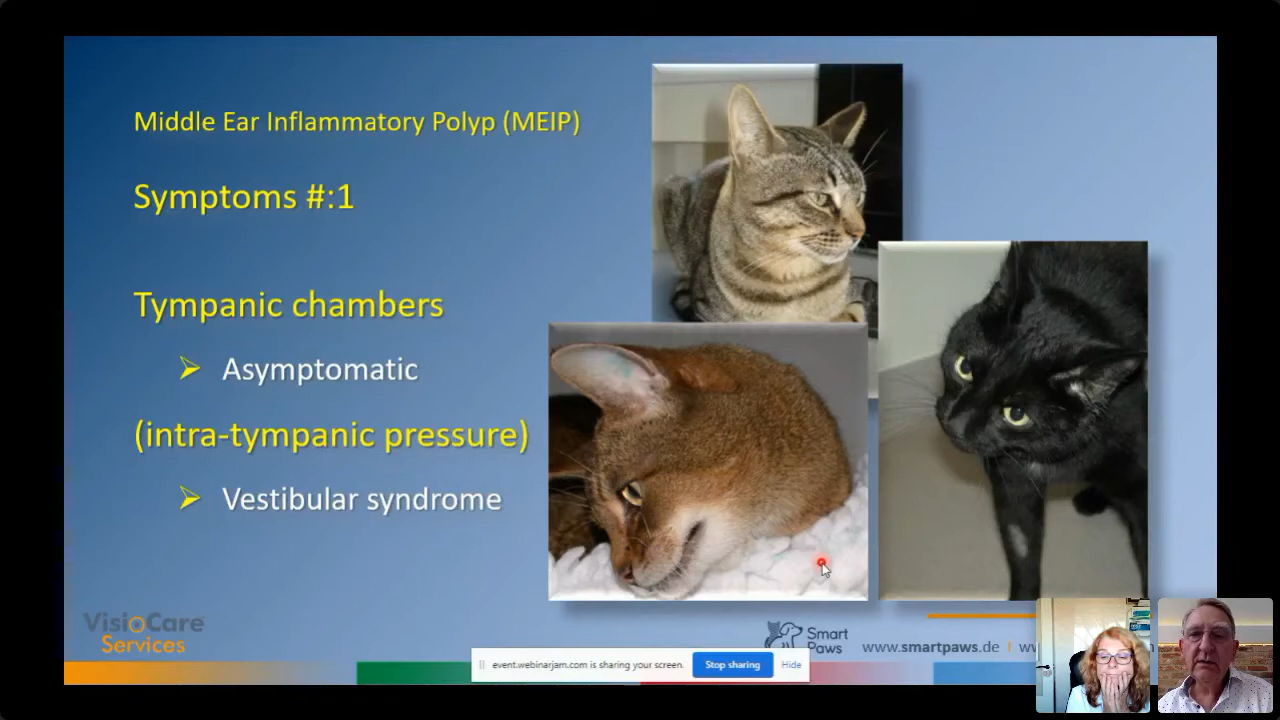 Middle Ear Inflammatory Polyp (MEIP)
Symptoms #:1
Tympanic chambers
Asymptomatic
(intra-tympanic pressure)
Vestibular syndrome
VisioCare
Services
Smart
Paws
www.smartpaws.de
event.webinarjam.com is sharing your screen.
Stop sharing
Hide